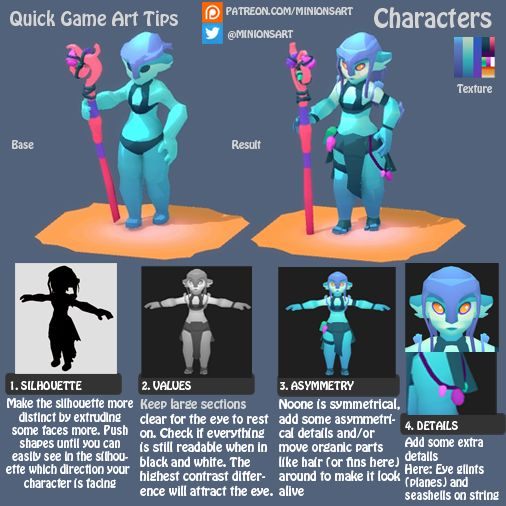 Quick Game Art Tips
PATREON.COM/MINIONSART
@MINIONSART
Characters
Texture
Base
Result
1. SILHOUETTE
Make the silhouette more
distinct by extruding
some faces more. Push
shapes until you can
easily see in the silhou-
ette which direction your
character is facing
2. VALUES
Keep large sections
clear for the eye to rest
on. Check if everything
is still readable when in
black and white. The
highest contrast differ-
ence will attract the eye.
3. ASYMMETRY
Noone is symmetrical,
add some asymmetri-
cal details and/or
move organic parts
like hair (or fins here)
around to make it look
alive
4. DETAILS
Add some extra
details
Here: Eye glints
(planes) and
seashells on string